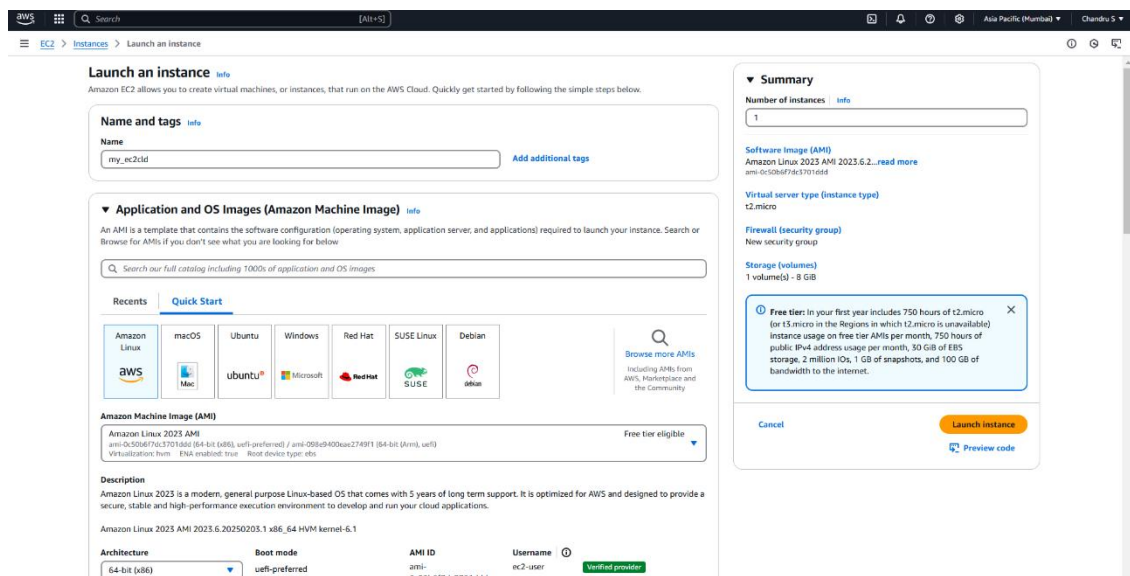 aws
Search [Alt+S]
Asia Pacific (Mumbai) Chandru S
EC2 > Instances > Launch an instance
Launch an instance Info
Amazon EC2 allows you to create virtual machines, or instances, that run on the AWS Cloud. Quickly get started by following the simple steps below.
Name and tags Info
Name
my_ec2cld
Add additional tags
Application and OS Images (Amazon Machine Image) Info
An AMI is a template that contains the software configuration (operating system, application server, and applications) required to launch your instance. Search or
Browse for AMIs if you don't see what you are looking for below
Search our full catalog including 1000s of application and OS images
Recents Quick Start
Amazon
Linux
aws
macOS
Mac
Ubuntu
ubuntu
Windows
Microsoft
Red Hat
Red Hat
SUSE Linux
SUSE
Debian
debian
Browse more AMIs
Including AMIs from
AWS, Marketplace and
the Community
Amazon Machine Image (AMI)
Amazon Linux 2023 AMI
Free tier eligible
ami-0c50b6f7dc3701ddd (64-bit (x86), uefi-preferred) / ami-098e9400eae2749f1 (64-bit (Arm), uefi)
Virtualization: hvm ENA enabled: true Root device type: ebs
Description
Amazon Linux 2023 is a modern, general purpose Linux-based OS that comes with 5 years of long term support. It is optimized for AWS and designed to provide a
secure, stable and high-performance execution environment to develop and run your cloud applications.
Amazon Linux 2023 AMI 2023.6.20250203.1 x86_64 HVM kernel-6.1
Architecture Boot mode AMI ID Username
64-bit (x86) uefi-preferred ami- ec2-user Verified provider
Summary
Number of instances Info
1
Software Image (AMI)
Amazon Linux 2023 AMI 2023.6.2...read more
ami-0c50b6f7dc3701ddd
Virtual server type (instance type)
t2.micro
Firewall (security group)
New security group
Storage (volumes)
1 volume(s) - 8 GiB
Free tier: In your first year includes 750 hours of t2.micro
(or t3.micro in the Regions in which t2.micro is unavailable)
instance usage on free tier AMIs per month, 750 hours of
public IPv4 address usage per month, 30 GiB of EBS
storage, 2 million IOs, 1 GB of snapshots, and 100 GB of
bandwidth to the internet.
Cancel
Launch instance
Preview code